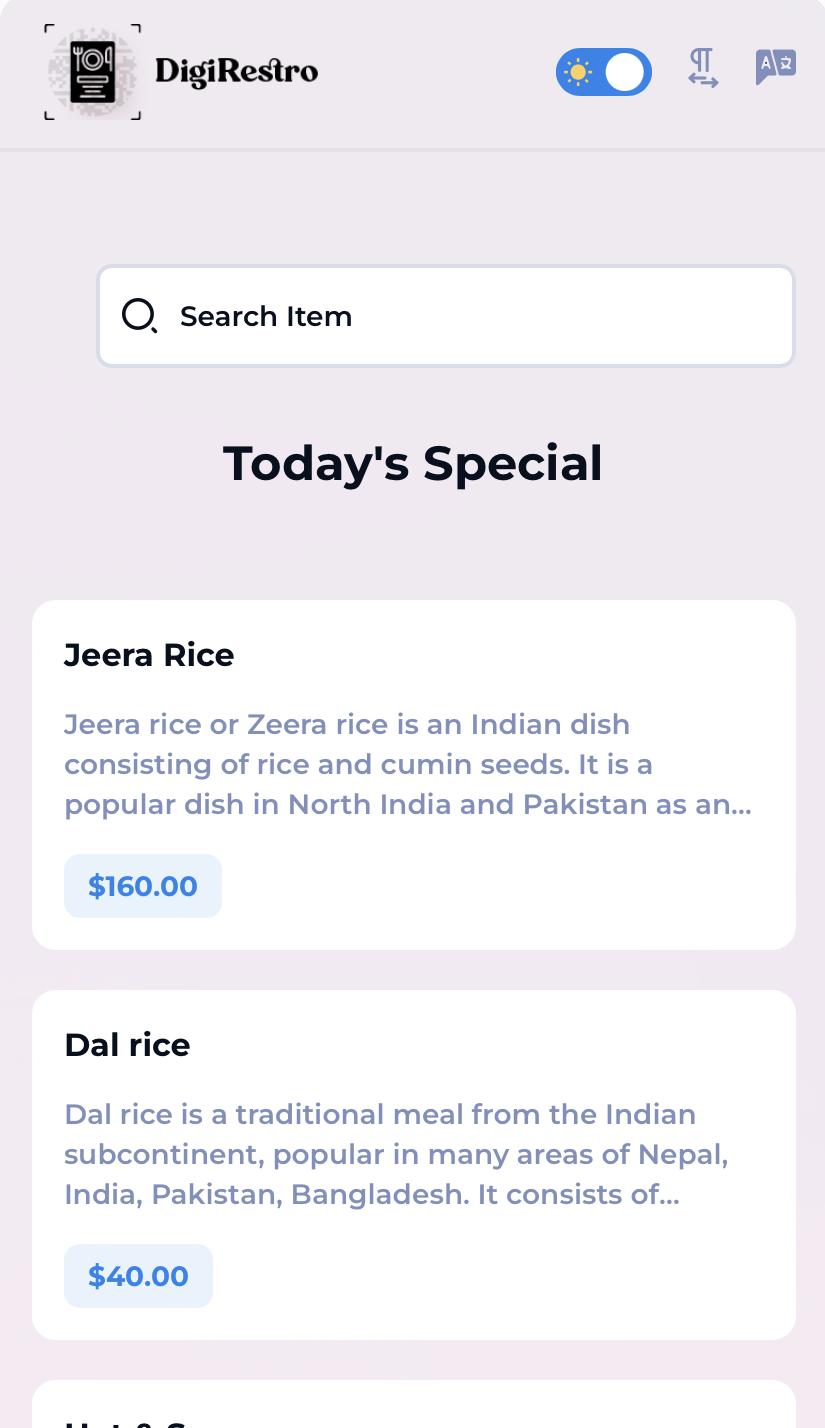 DigiRestro
Search Item
Today's Special
Jeera Rice
Jeera rice or Zeera rice is an Indian dish
consisting of rice and cumin seeds. It is a
popular dish in North India and Pakistan as an...
$160.00
Dal rice
Dal rice is a traditional meal from the Indian
subcontinent, popular in many areas of Nepal,
India, Pakistan, Bangladesh. It consists of...
$40.00